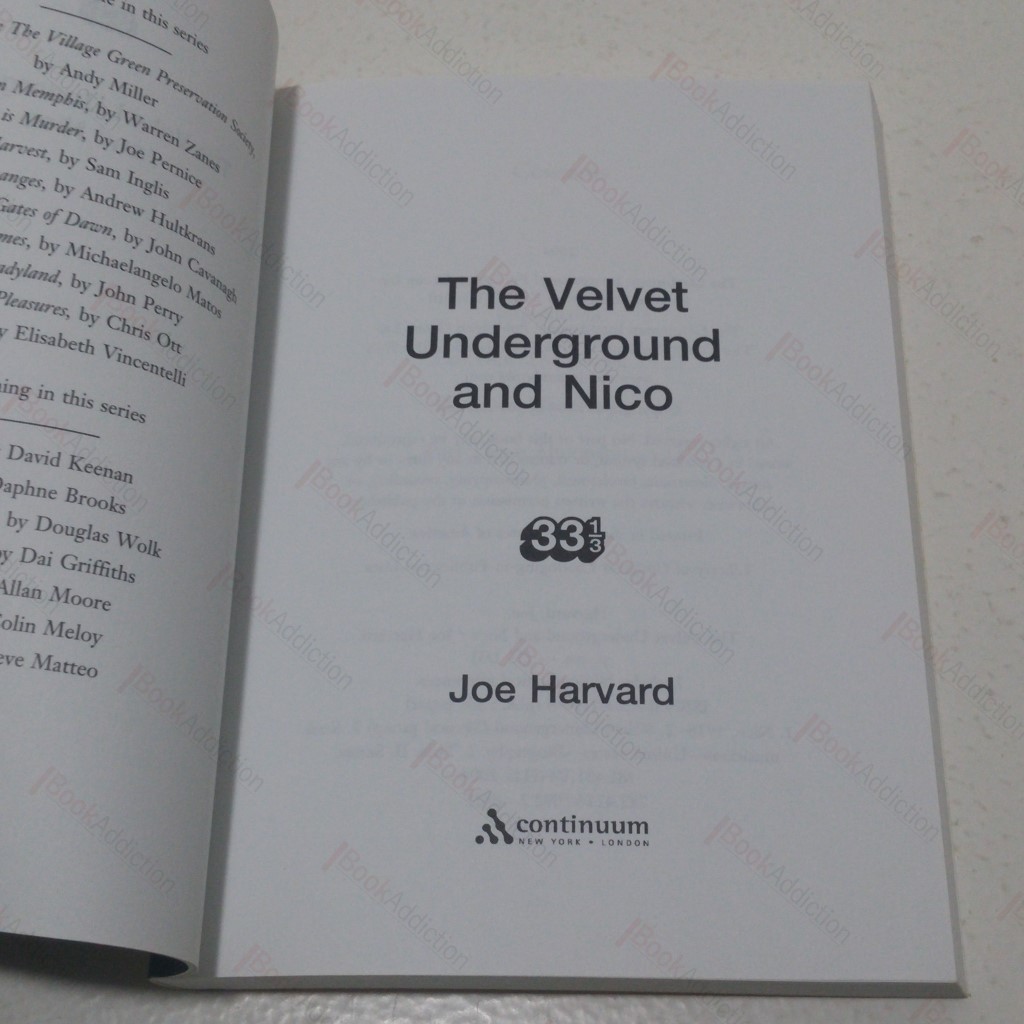 in this series
The Village Green Preservation Society,
by Andy Miller
Memphis, by Warren Zanes
is Murder, by Joe Pernice
arvest, by Sam Inglis
anges, by Andrew Hultkrans
Gates of Dawn, by John Cavanagh
mes, by Michaelangelo Matos
adyland, by John Perry
Pleasures, by Chris Ott
y Elisabeth Vincentelli
ing in this series
David Keenan
aphne Brooks
by Douglas Wolk
by Dai Griffiths
Allan Moore
olin Meloy
eve Matteo
The Velvet
Underground
and Nico
33 1/3
Joe Harvard
continuum
NEW YORK • LONDON
BookAddiction